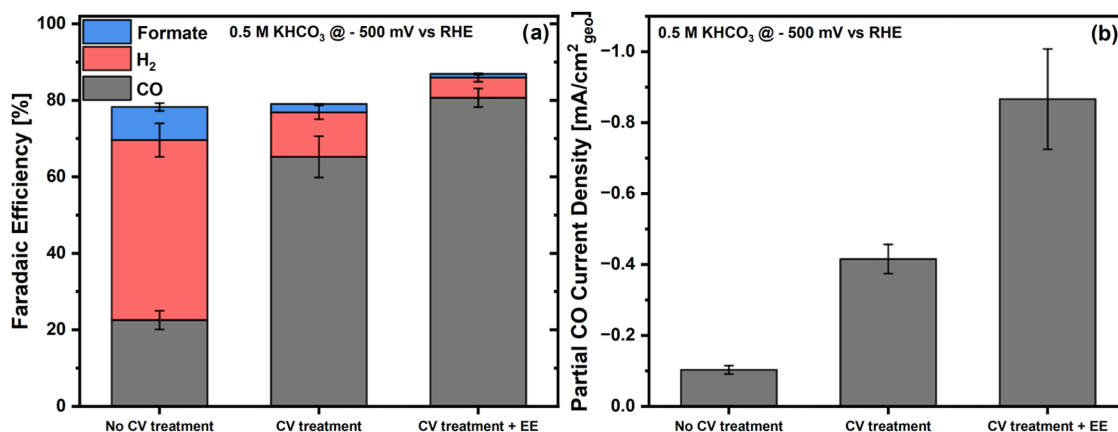 Faradaic Efficiency [%]
100
80
60
40
20
0
Formate
H₂
CO
0.5 M KHCO₃ @ - 500 mV vs RHE
(a)
No CV treatment
CV treatment
CV treatment + EE
Partial CO Current Density [mA/cm²geo]
−1.0
−0.8
−0.6
−0.4
−0.2
0.0
0.5 M KHCO₃ @ - 500 mV vs RHE
(b)
No CV treatment
CV treatment
CV treatment + EE